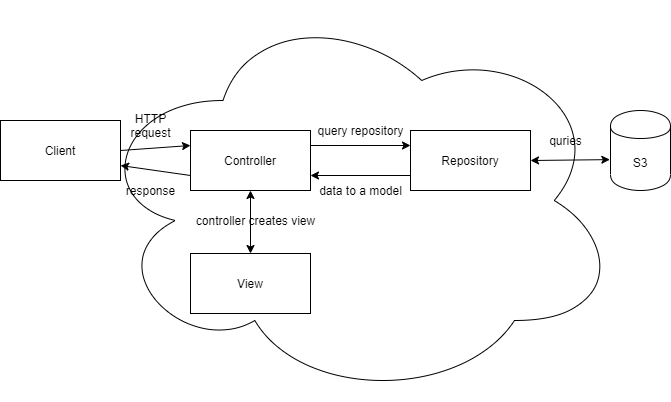 HTTP
request
Client
Controller
query repository
Repository
quries
S3
response
data to a model
controller creates view
View